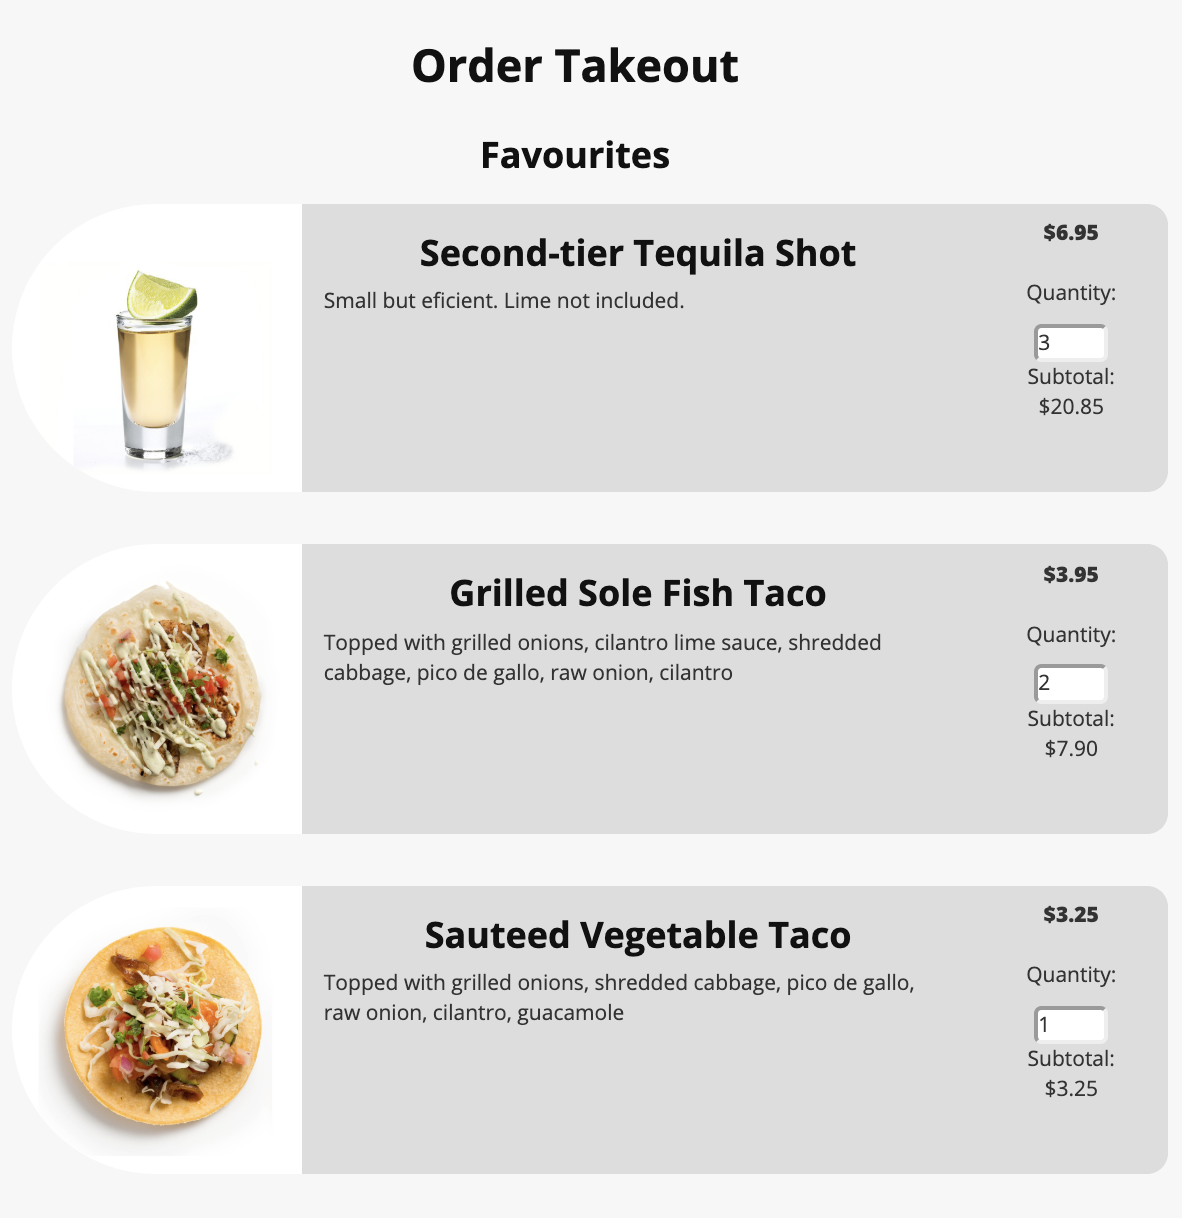 Order Takeout
Favourites
Second-tier Tequila Shot
Small but eficient. Lime not included.
$6.95
Quantity:
3
Subtotal:
$20.85
Grilled Sole Fish Taco
Topped with grilled onions, cilantro lime sauce, shredded
cabbage, pico de gallo, raw onion, cilantro
$3.95
Quantity:
2
Subtotal:
$7.90
Sauteed Vegetable Taco
Topped with grilled onions, shredded cabbage, pico de gallo,
raw onion, cilantro, guacamole
$3.25
Quantity:
1
Subtotal:
$3.25